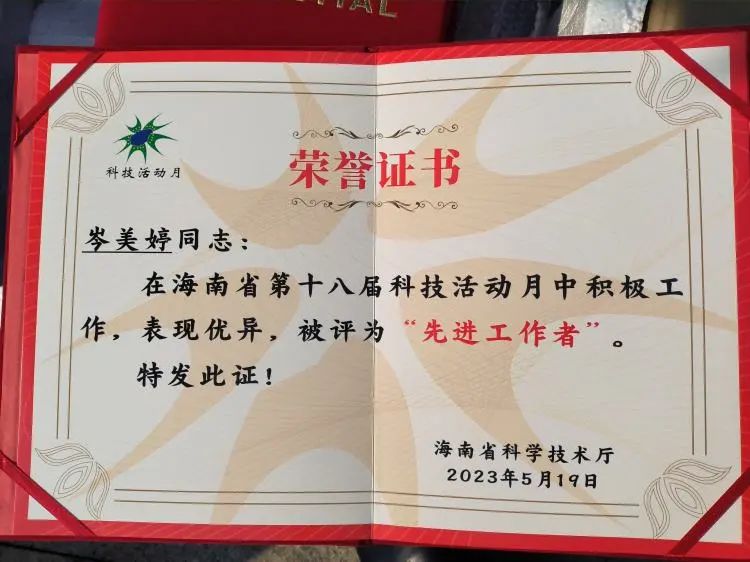 科技活动月
荣誉证书
岑美婷同志：
在海南省第十八届科技活动月中积极工
作，表现优异，被评为“先进工作者”。
特发此证！
海南省科学技术厅
2023年5月19日